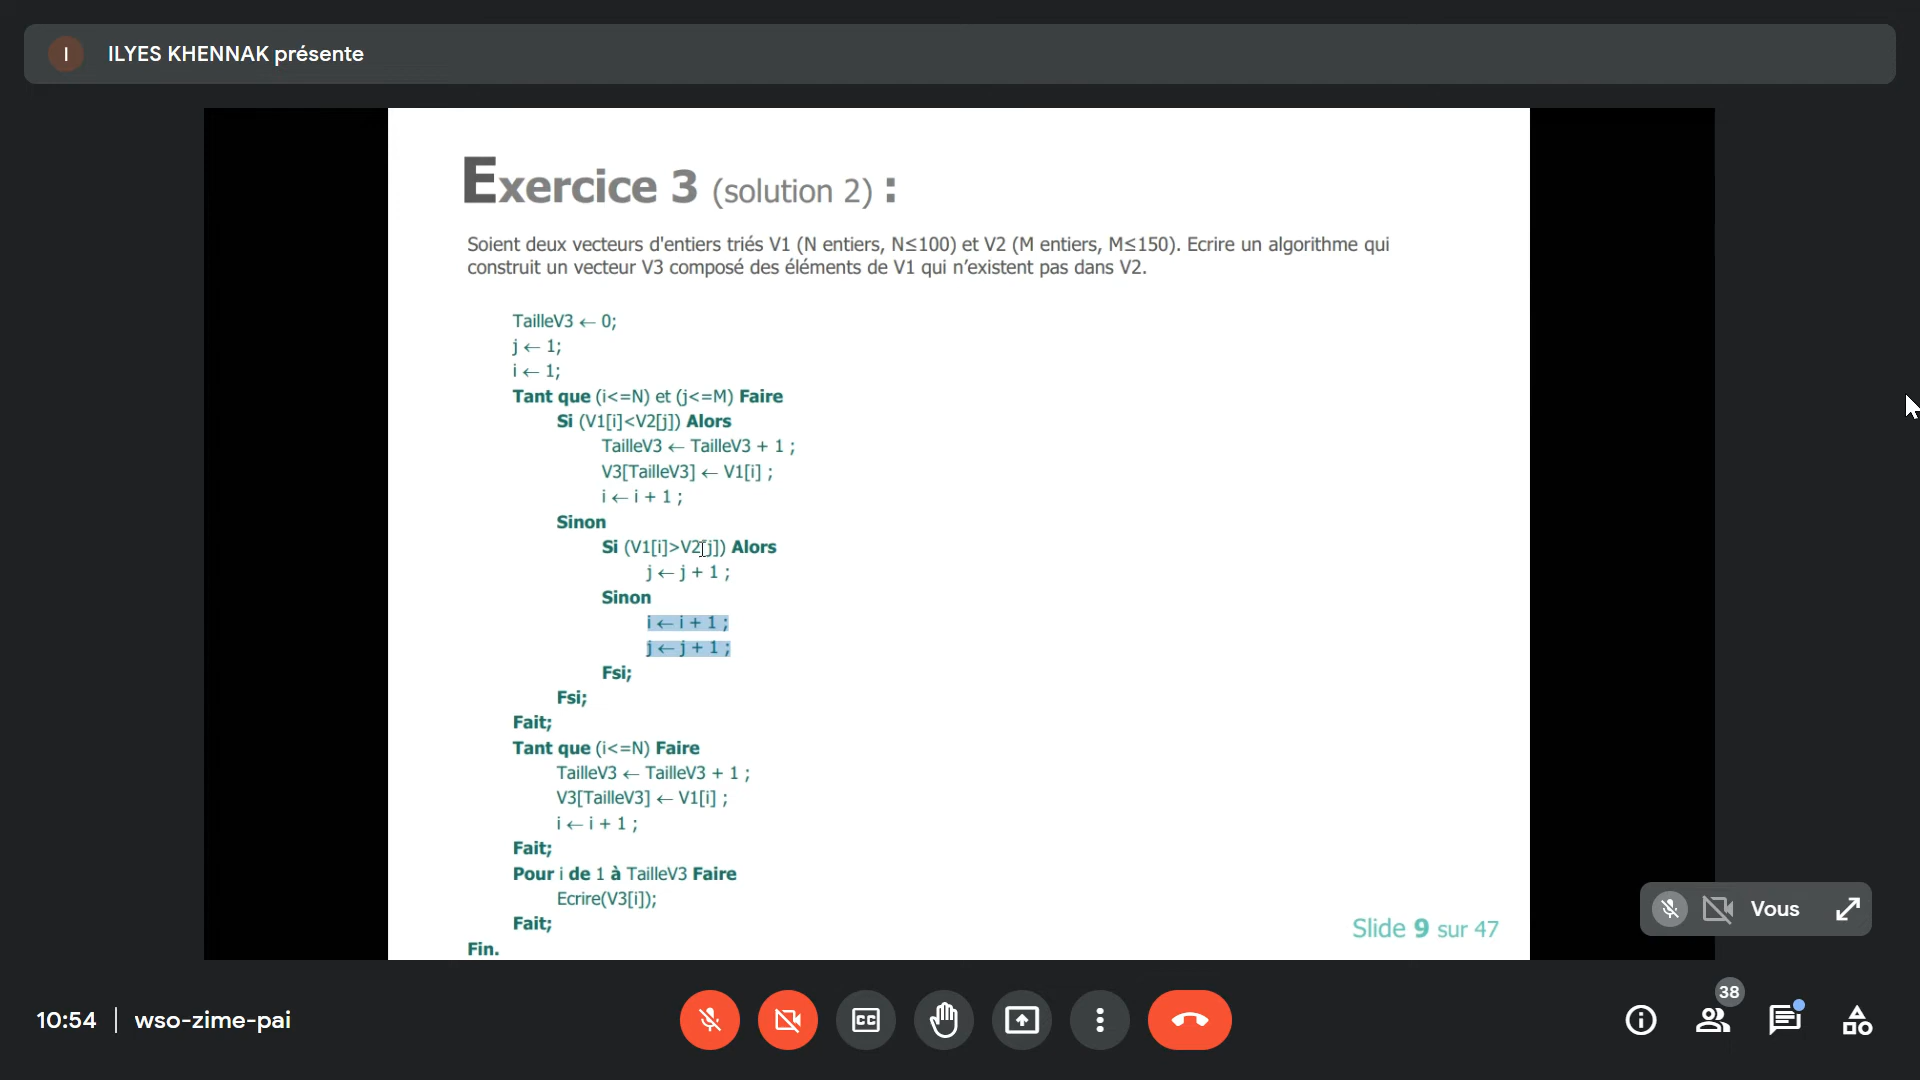 I ILYES KHENNAK présente
Exercice 3 (solution 2) :
Soient deux vecteurs d'entiers triés V1 (N entiers, N≤100) et V2 (M entiers, M≤150). Ecrire un algorithme qui
construit un vecteur V3 composé des éléments de V1 qui n’existent pas dans V2.
TailleV3 ← 0;
j ← 1;
i ← 1;
Tant que (i<=N) et (j<=M) Faire
Si (V1[i]<V2[j]) Alors
TailleV3 ← TailleV3 + 1 ;
V3[TailleV3] ← V1[i] ;
i ← i + 1 ;
Sinon
Si (V1[i]>V2[j]) Alors
j ← j + 1 ;
Sinon
i ← i + 1 ;
j ← j + 1 ;
Fsi;
Fsi;
Fait;
Tant que (i<=N) Faire
TailleV3 ← TailleV3 + 1 ;
V3[TailleV3] ← V1[i] ;
i ← i + 1 ;
Fait;
Pour i de 1 à TailleV3 Faire
Ecrire(V3[i]);
Fait;
Fin.
Slide 9 sur 47
Vous
10:54 | wso-zime-pai
CC
38